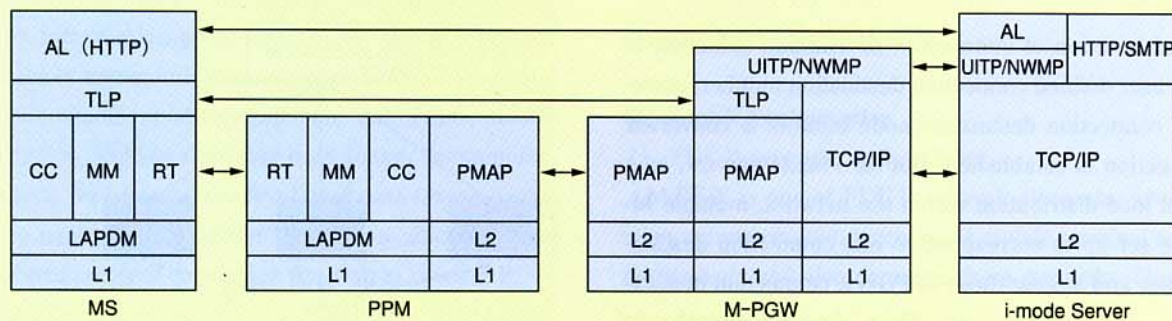 AL (HTTP)
TLP
CC MM RT
LAPDM
L1
MS
RT MM CC PMAP
LAPDM L2
L1 L1
PPM
UITP/NWMP
TLP
PMAP PMAP TCP/IP
L2 L2 L2
L1 L1 L1
M-PGW
AL HTTP/SMTP
UITP/NWMP
TCP/IP
L2
L1
i-mode Server